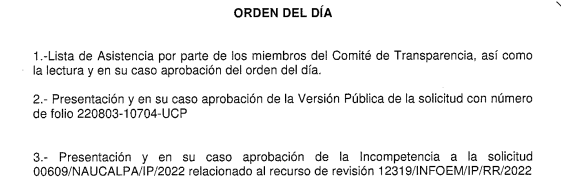 ORDEN DEL DÍA
1.-Lista de Asistencia por parte de los miembros del Comité de Transparencia, así como
la lectura y en su caso aprobación del orden del día.
2.- Presentación y en su caso aprobación de la Versión Pública de la solicitud con número
de folio 220803-10704-UCP
3.- Presentación y en su caso aprobación de la Incompetencia a la solicitud
00609/NAUCALPA/IP/2022 relacionado al recurso de revisión 12319/INFOEM/IP/RR/2022